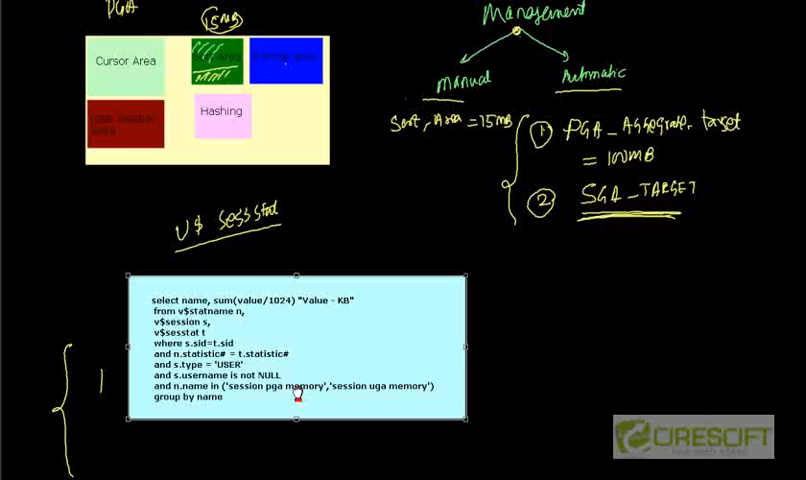 PGA
15MB
Management
Cursor Area
Manual
Automatic
Hashing
Sort_Area = 15MB
① PGA_Aggegrate_target
= 100MB
② SGA_TARGET
V$ Sesstat
select name, sum(value/1024) "Value - KB"
from v$statname n,
v$session s,
v$sesstat t
where s.sid=t.sid
and n.statistic# = t.statistic#
and s.type = 'USER'
and s.username is not NULL
and n.name in ('session pga memory','session uga memory')
group by name
1